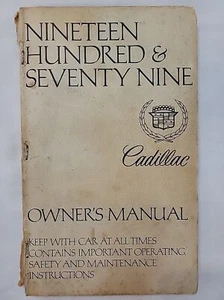 NINETEEN
HUNDRED &
SEVENTY NINE
Cadillac
OWNER'S MANUAL
KEEP WITH CAR AT ALL TIMES
CONTAINS IMPORTANT OPERATING,
SAFETY AND MAINTENANCE
INSTRUCTIONS